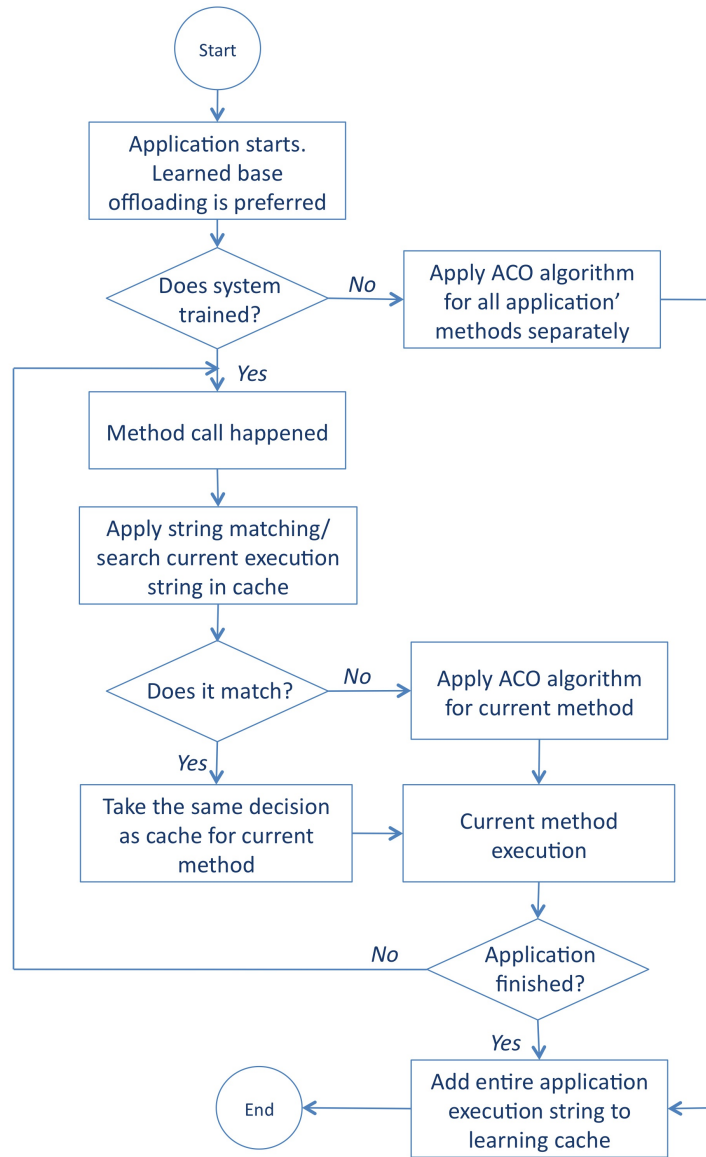 Start
Application starts.
Learned base
offloading is preferred
Does system
trained?
No
Apply ACO algorithm
for all application’
methods separately
Yes
Method call happened
Apply string matching/
search current execution
string in cache
Does it match?
No
Apply ACO algorithm
for current method
Yes
Take the same decision
as cache for current
method
Current method
execution
No
Application
finished?
Yes
Add entire application
execution string to
learning cache
End